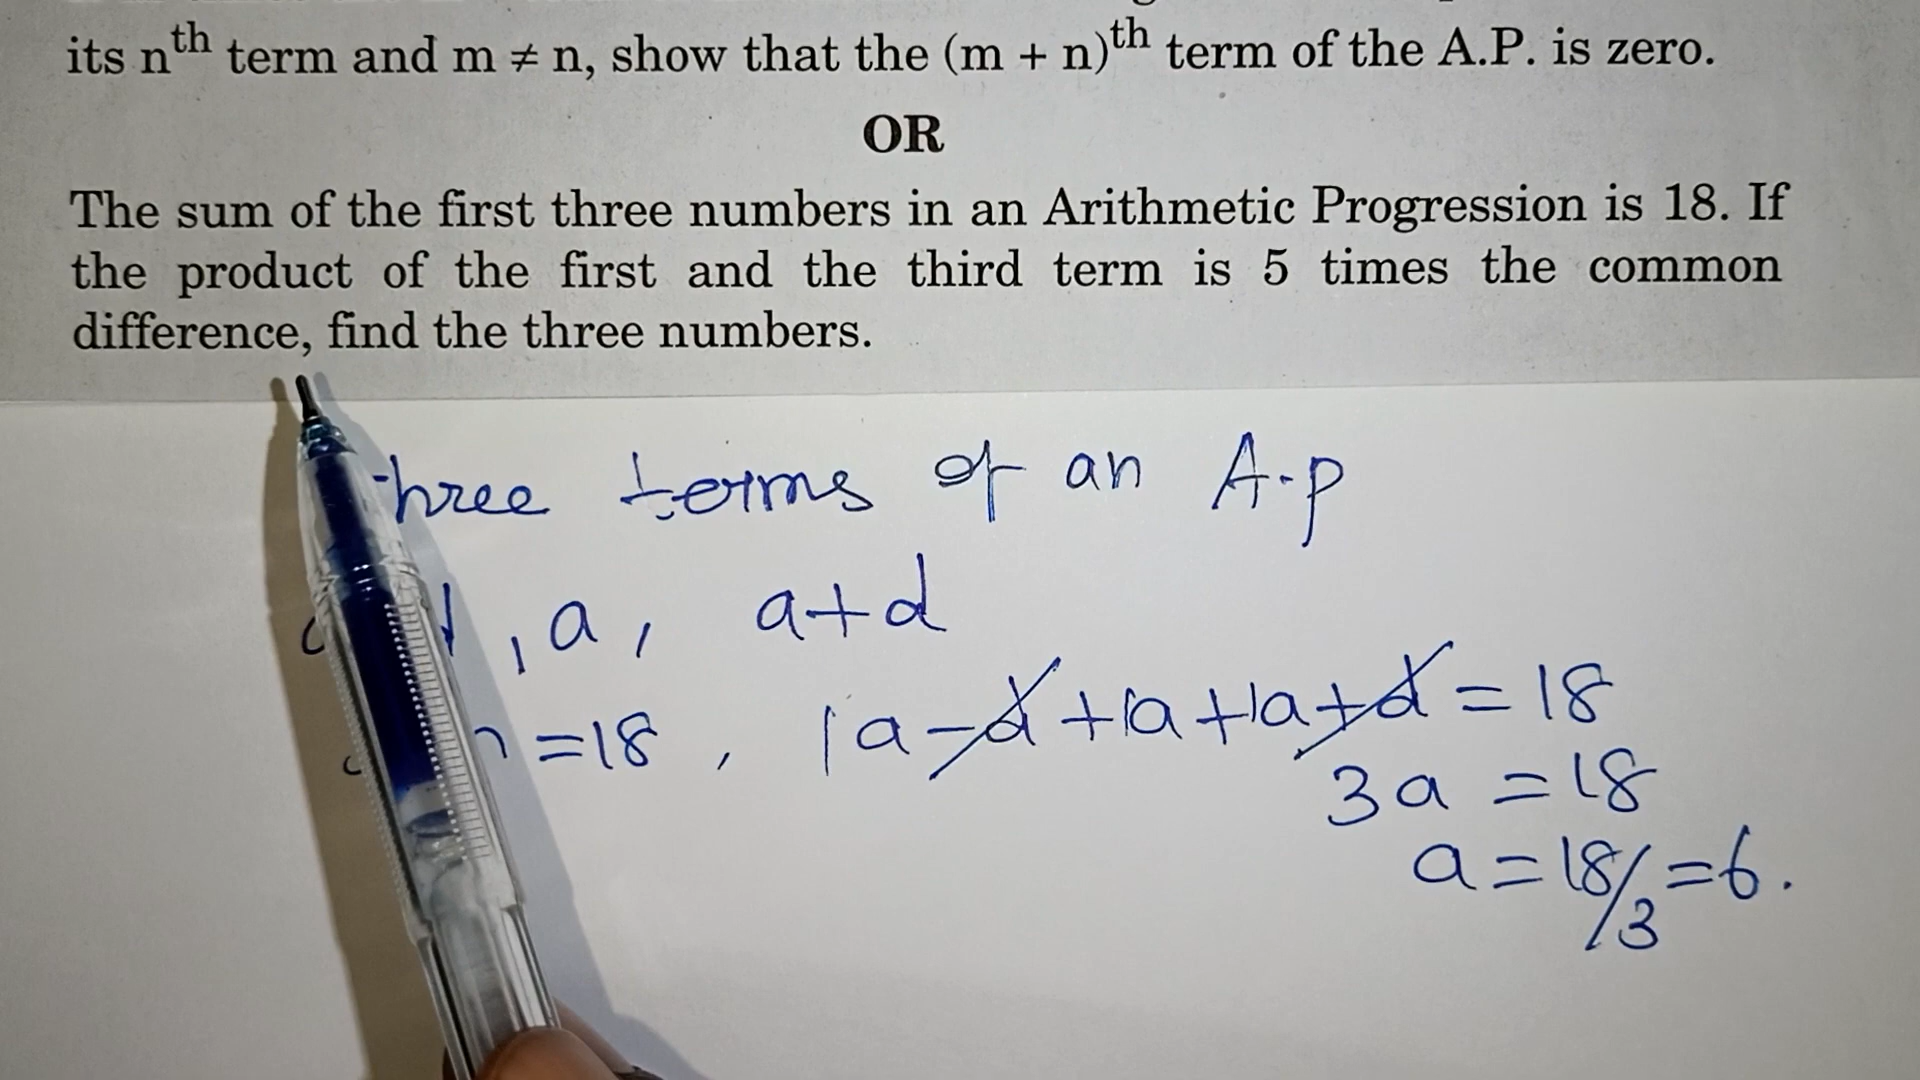 its nth term and m ≠ n, show that the (m + n)th term of the A.P. is zero.
OR
The sum of the first three numbers in an Arithmetic Progression is 18. If
the product of the first and the third term is 5 times the common
difference, find the three numbers.
three terms of an A.P
, a, a+d
=18, a-d+a+a+d=18
3a=18
a=18/3=6.